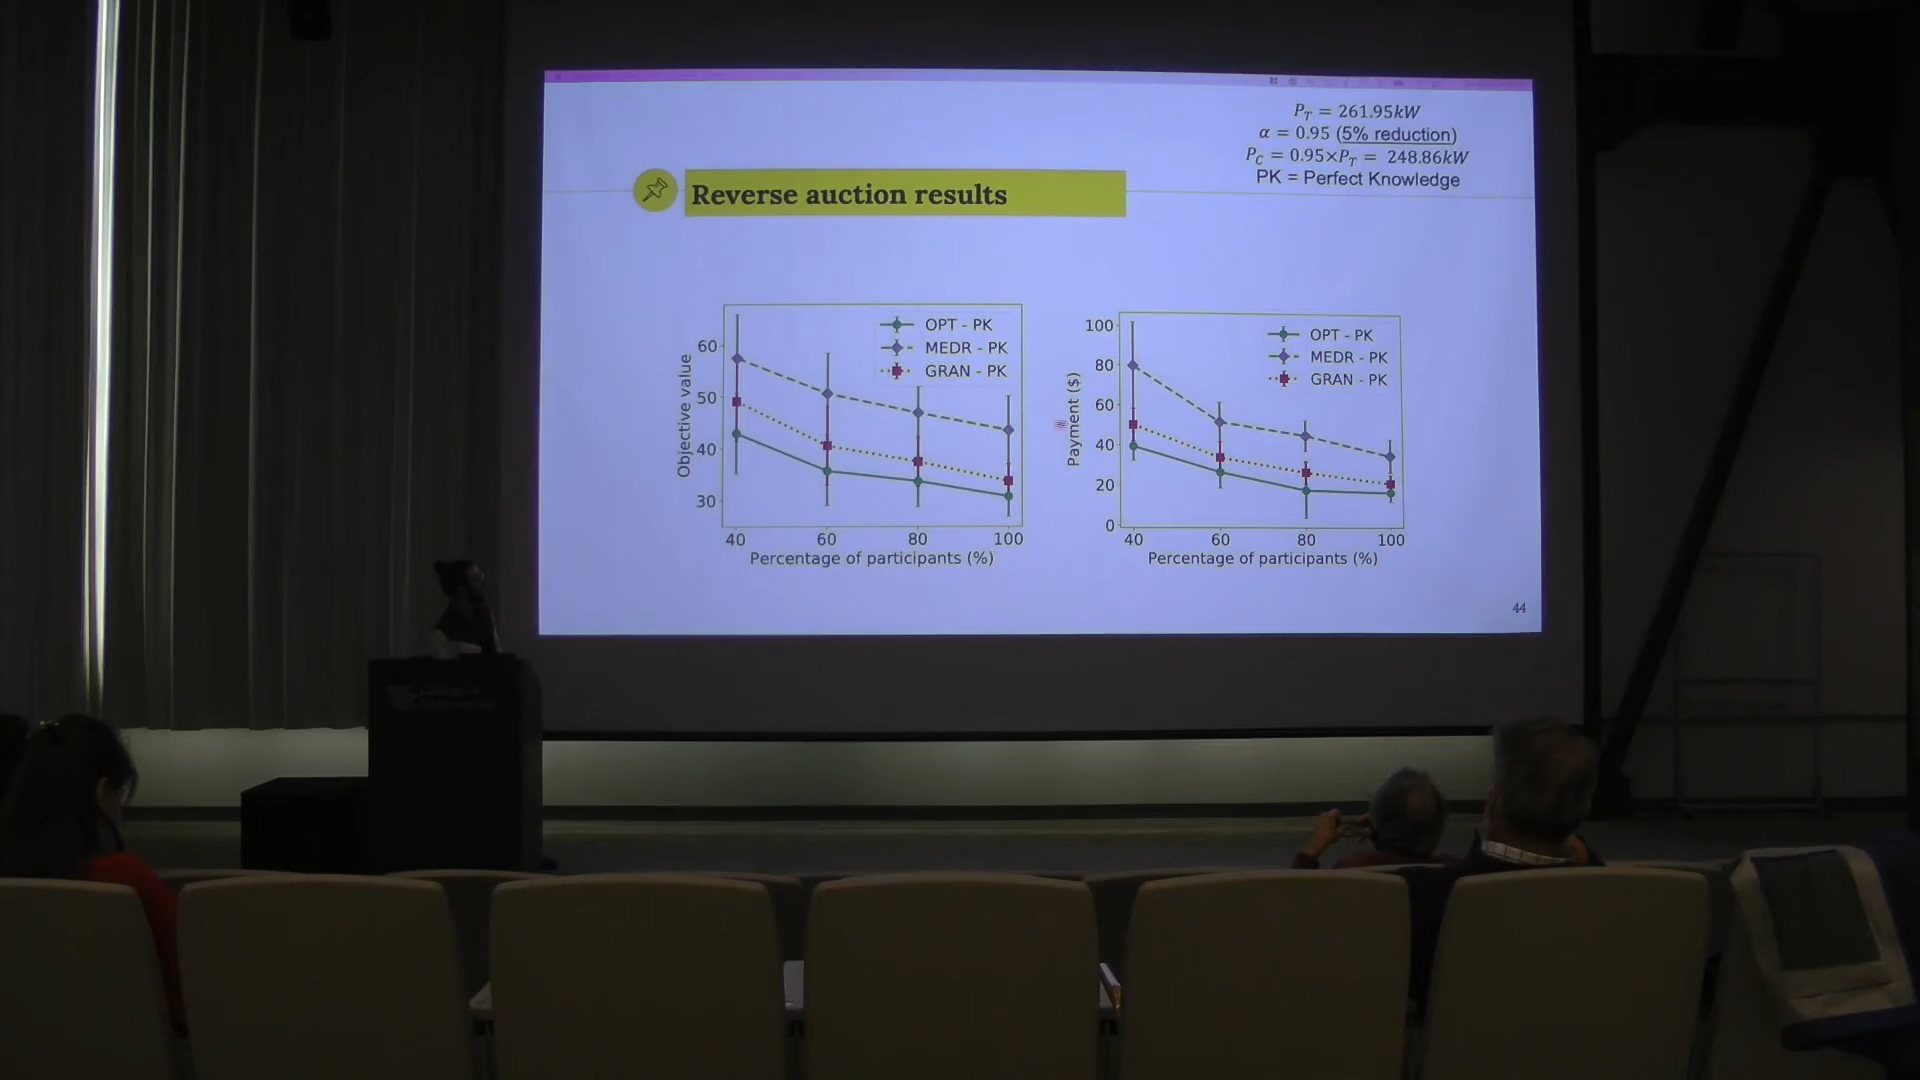 P_T = 261.95kW
α = 0.95 (5% reduction)
P_C = 0.95×P_T = 248.86kW
PK = Perfect Knowledge
Reverse auction results
Objective value
60
50
40
30
OPT - PK
MEDR - PK
GRAN - PK
40 60 80 100
Percentage of participants (%)
Payment ($)
100
80
60
40
20
0
OPT - PK
MEDR - PK
GRAN - PK
40 60 80 100
Percentage of participants (%)
44